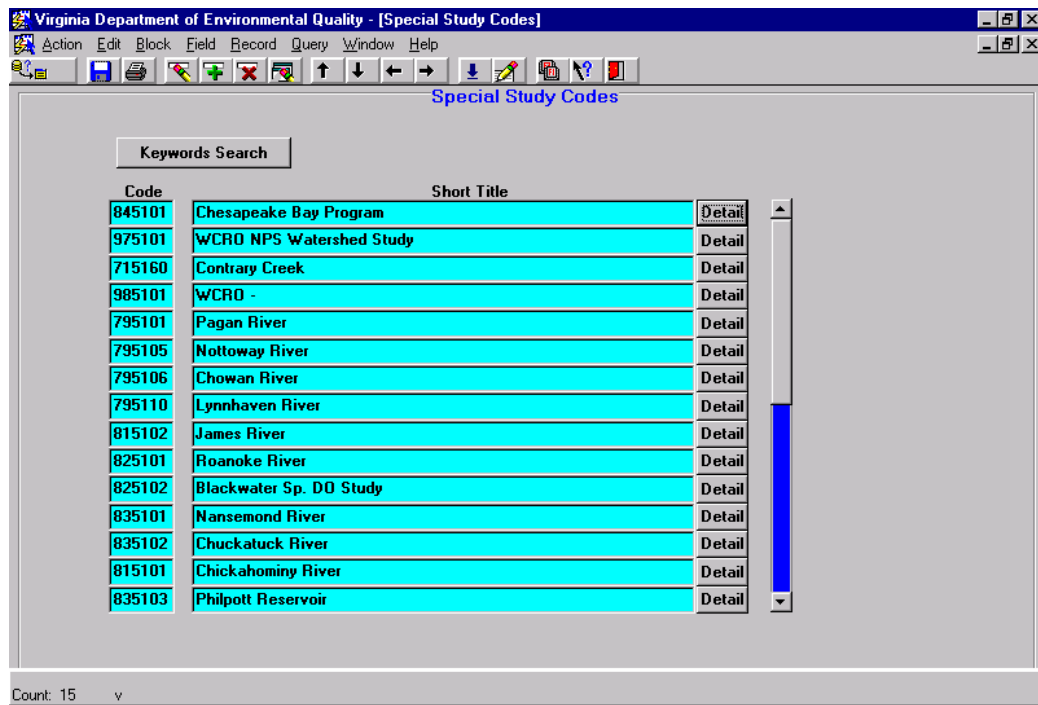 Virginia Department of Environmental Quality - [Special Study Codes]
Action Edit Block Field Record Query Window Help
Special Study Codes
Keywords Search
Code Short Title
845101 Chesapeake Bay Program Detail
975101 WCRO NPS Watershed Study Detail
715160 Contrary Creek Detail
985101 WCRO - Detail
795101 Pagan River Detail
795105 Nottoway River Detail
795106 Chowan River Detail
795110 Lynnhaven River Detail
815102 James River Detail
825101 Roanoke River Detail
825102 Blackwater Sp. DO Study Detail
835101 Nansemond River Detail
835102 Chuckatuck River Detail
815101 Chickahominy River Detail
835103 Philpott Reservoir Detail
Count: 15 v